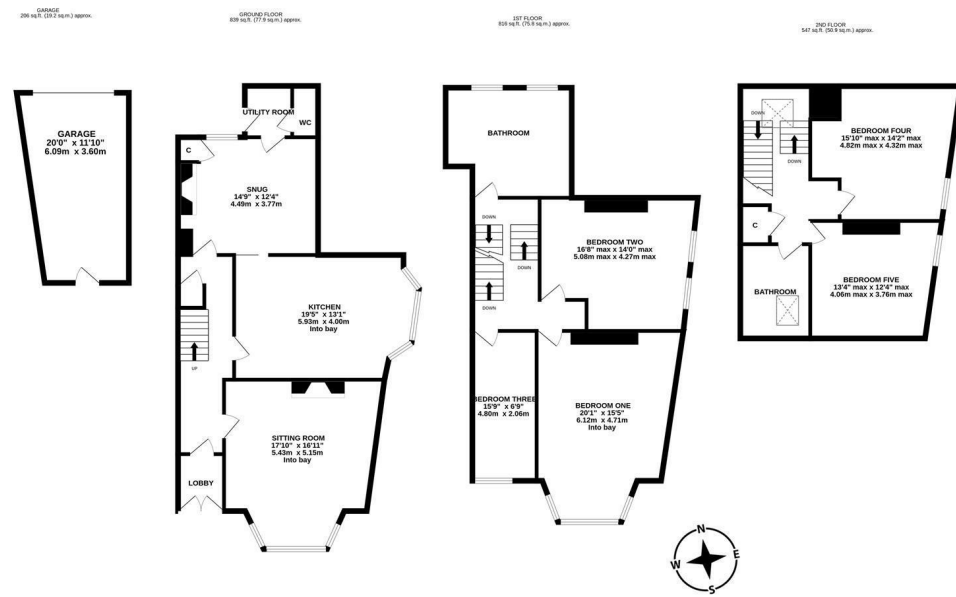 GARAGE
206 sq.ft. (19.2 sq.m.) approx.
GROUND FLOOR
839 sq.ft. (77.9 sq.m.) approx.
1ST FLOOR
816 sq.ft. (75.8 sq.m.) approx.
2ND FLOOR
547 sq.ft. (50.9 sq.m.) approx.
GARAGE
20'0" x 11'10"
6.09m x 3.60m
UTILITY ROOM
WC
C
SNUG
14'9" x 12'4"
4.49m x 3.77m
KITCHEN
19'5" x 13'1"
5.93m x 4.00m
Into bay
UP
SITTING ROOM
17'10" x 16'11"
5.43m x 5.15m
Into bay
LOBBY
BATHROOM
DOWN
DOWN
DOWN
BEDROOM TWO
16'8" max x 14'0" max
5.08m max x 4.27m max
BEDROOM THREE
15'9" x 6'9"
4.80m x 2.06m
BEDROOM ONE
20'1" x 15'5"
6.12m x 4.71m
Into bay
DOWN
DOWN
BEDROOM FOUR
15'10" max x 14'2" max
4.82m max x 4.32m max
C
BATHROOM
BEDROOM FIVE
13'4" max x 12'4" max
4.06m max x 3.76m max
N
E
S
W